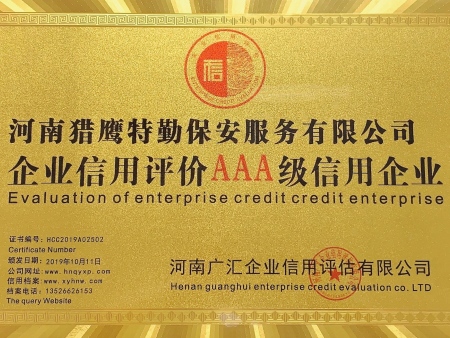 信
河南猎鹰特勤保安服务有限公司
企业信用评价AAA级信用企业
Evaluation of enterprise credit credit enterprise
证书编号: HCC2019A02502
Certificate Number
颁发日期: 2019年10月11日
公司网址: www.hnqyxp.com
信用档案: www.xyhnw.com
档案电话: 13526626153
The query Website
河南广汇企业信用评估有限公司
Henan guanghui enterprise credit evaluation co. LTD